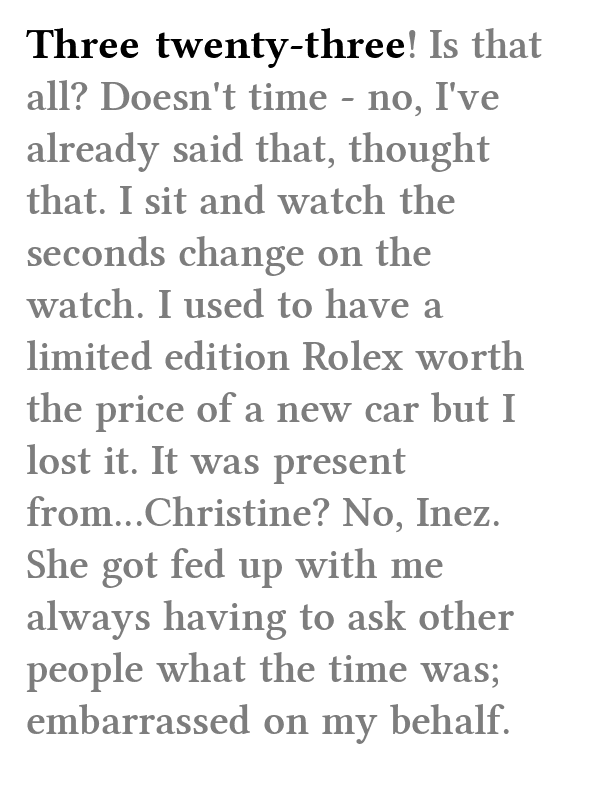 Three twenty-three! Is that
all? Doesn't time - no, I've
already said that, thought
that. I sit and watch the
seconds change on the
watch. I used to have a
limited edition Rolex worth
the price of a new car but I
lost it. It was present
from...Christine? No, Inez.
She got fed up with me
always having to ask other
people what the time was;
embarrassed on my behalf.